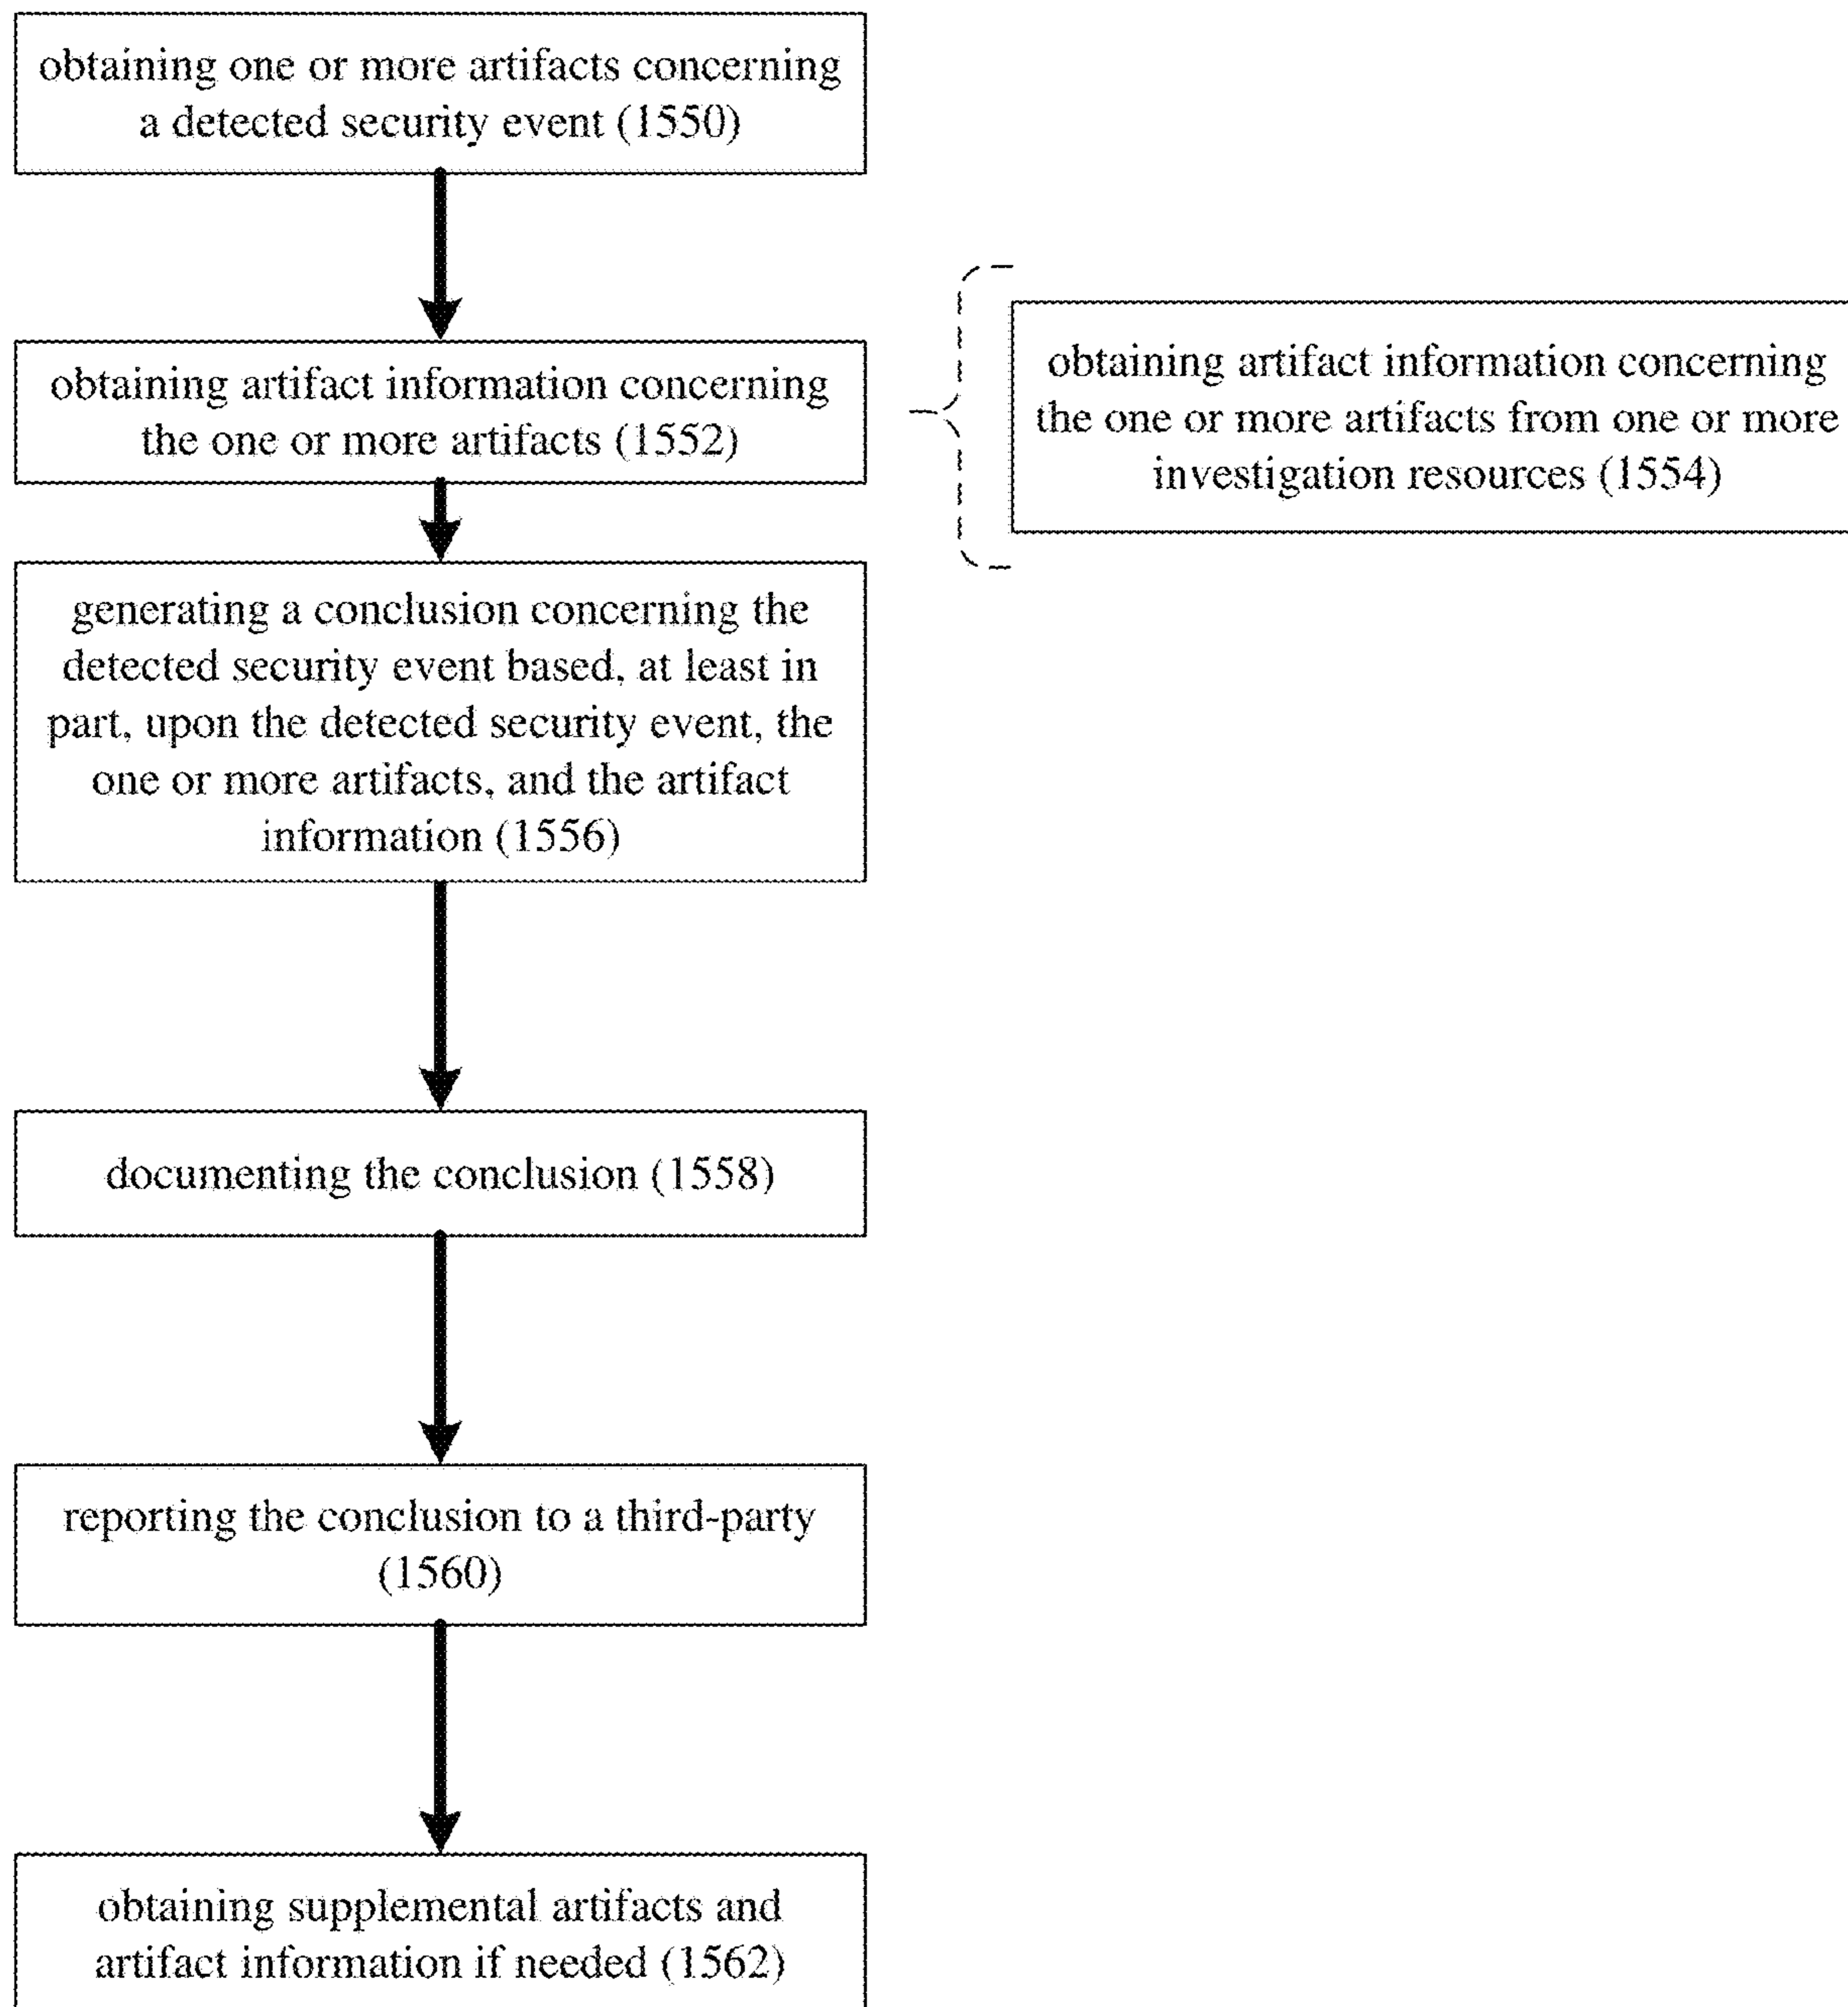 obtaining one or more artifacts concerning
a detected security event (1550)
obtaining artifact information concerning
the one or more artifacts (1552)
obtaining artifact information concerning
the one or more artifacts from one or more
investigation resources (1554)
generating a conclusion concerning the
detected security event based, at least in
part, upon the detected security event, the
one or more artifacts, and the artifact
information (1556)
documenting the conclusion (1558)
reporting the conclusion to a third-party
(1560)
obtaining supplemental artifacts and
artifact information if needed (1562)